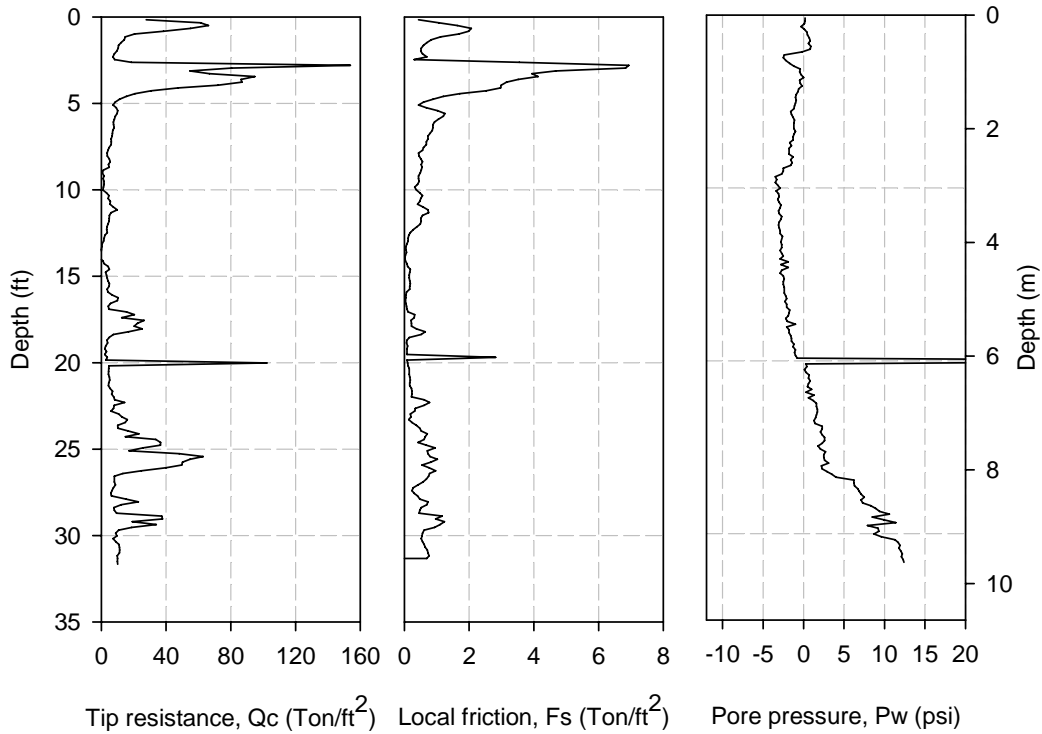 0
5
10
15
20
25
30
35
Depth (ft)
0 40 80 120 160
Tip resistance, Qc (Ton/ft2)
0 2 4 6 8
Local friction, Fs (Ton/ft2)
-10 -5 0 5 10 15 20
Pore pressure, Pw (psi)
0
2
4
6
8
10
Depth (m)